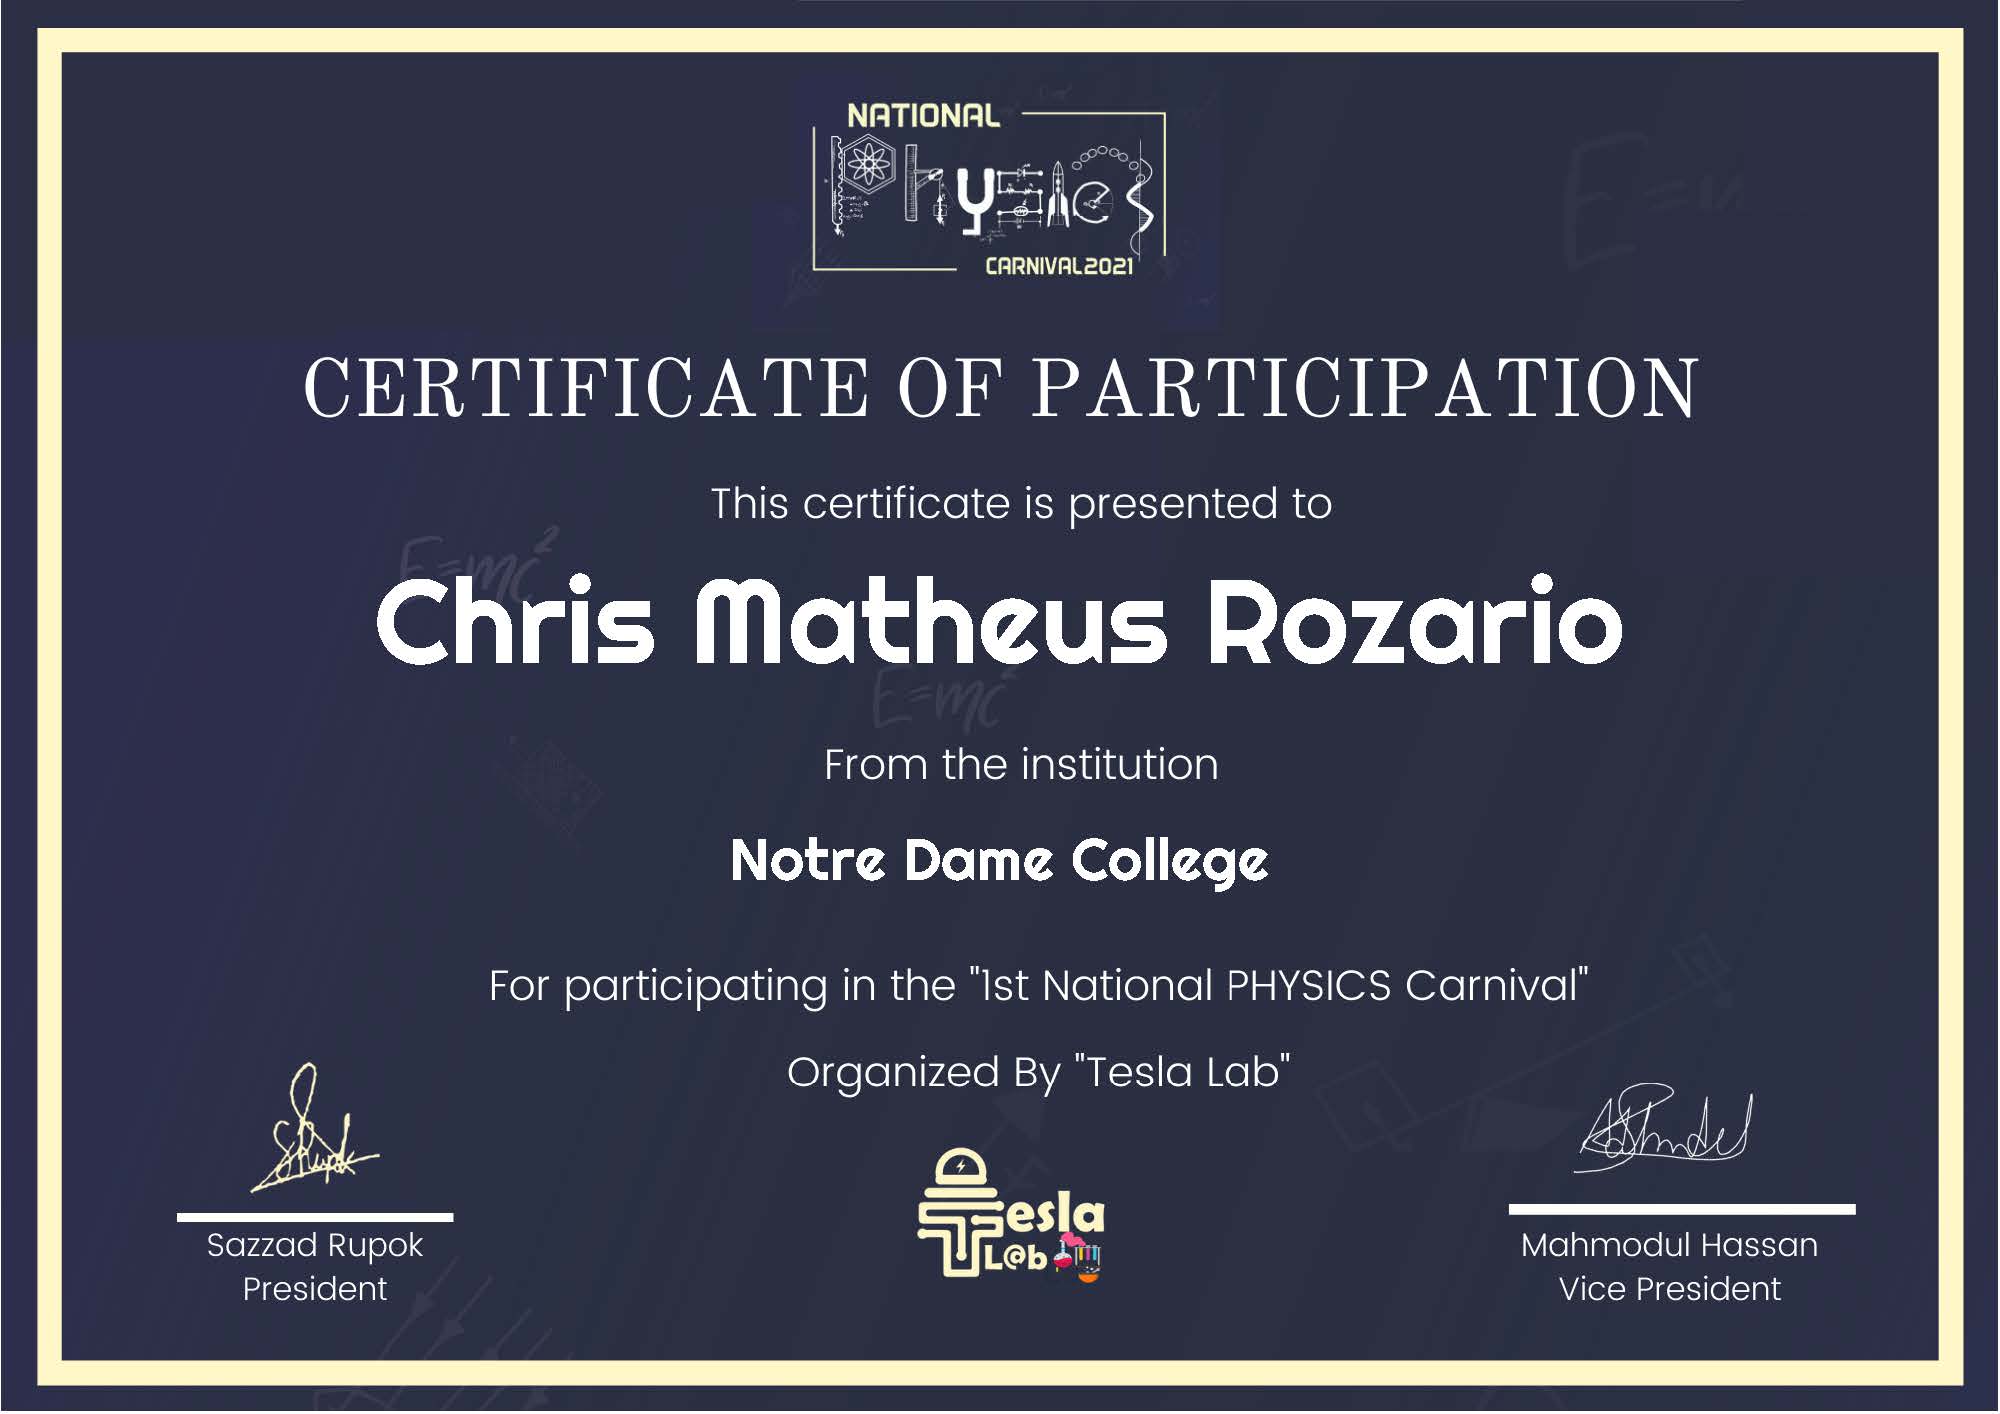 NATIONAL
Physics
CARNIVAL2021
CERTIFICATE OF PARTICIPATION
This certificate is presented to
E=mc²
Chris Matheus Rozario
E=mc²
From the institution
Notre Dame College
For participating in the "1st National PHYSICS Carnival"
Organized By "Tesla Lab"
Tesla
L@b
Sazzad Rupok
President
Mahmodul Hassan
Vice President